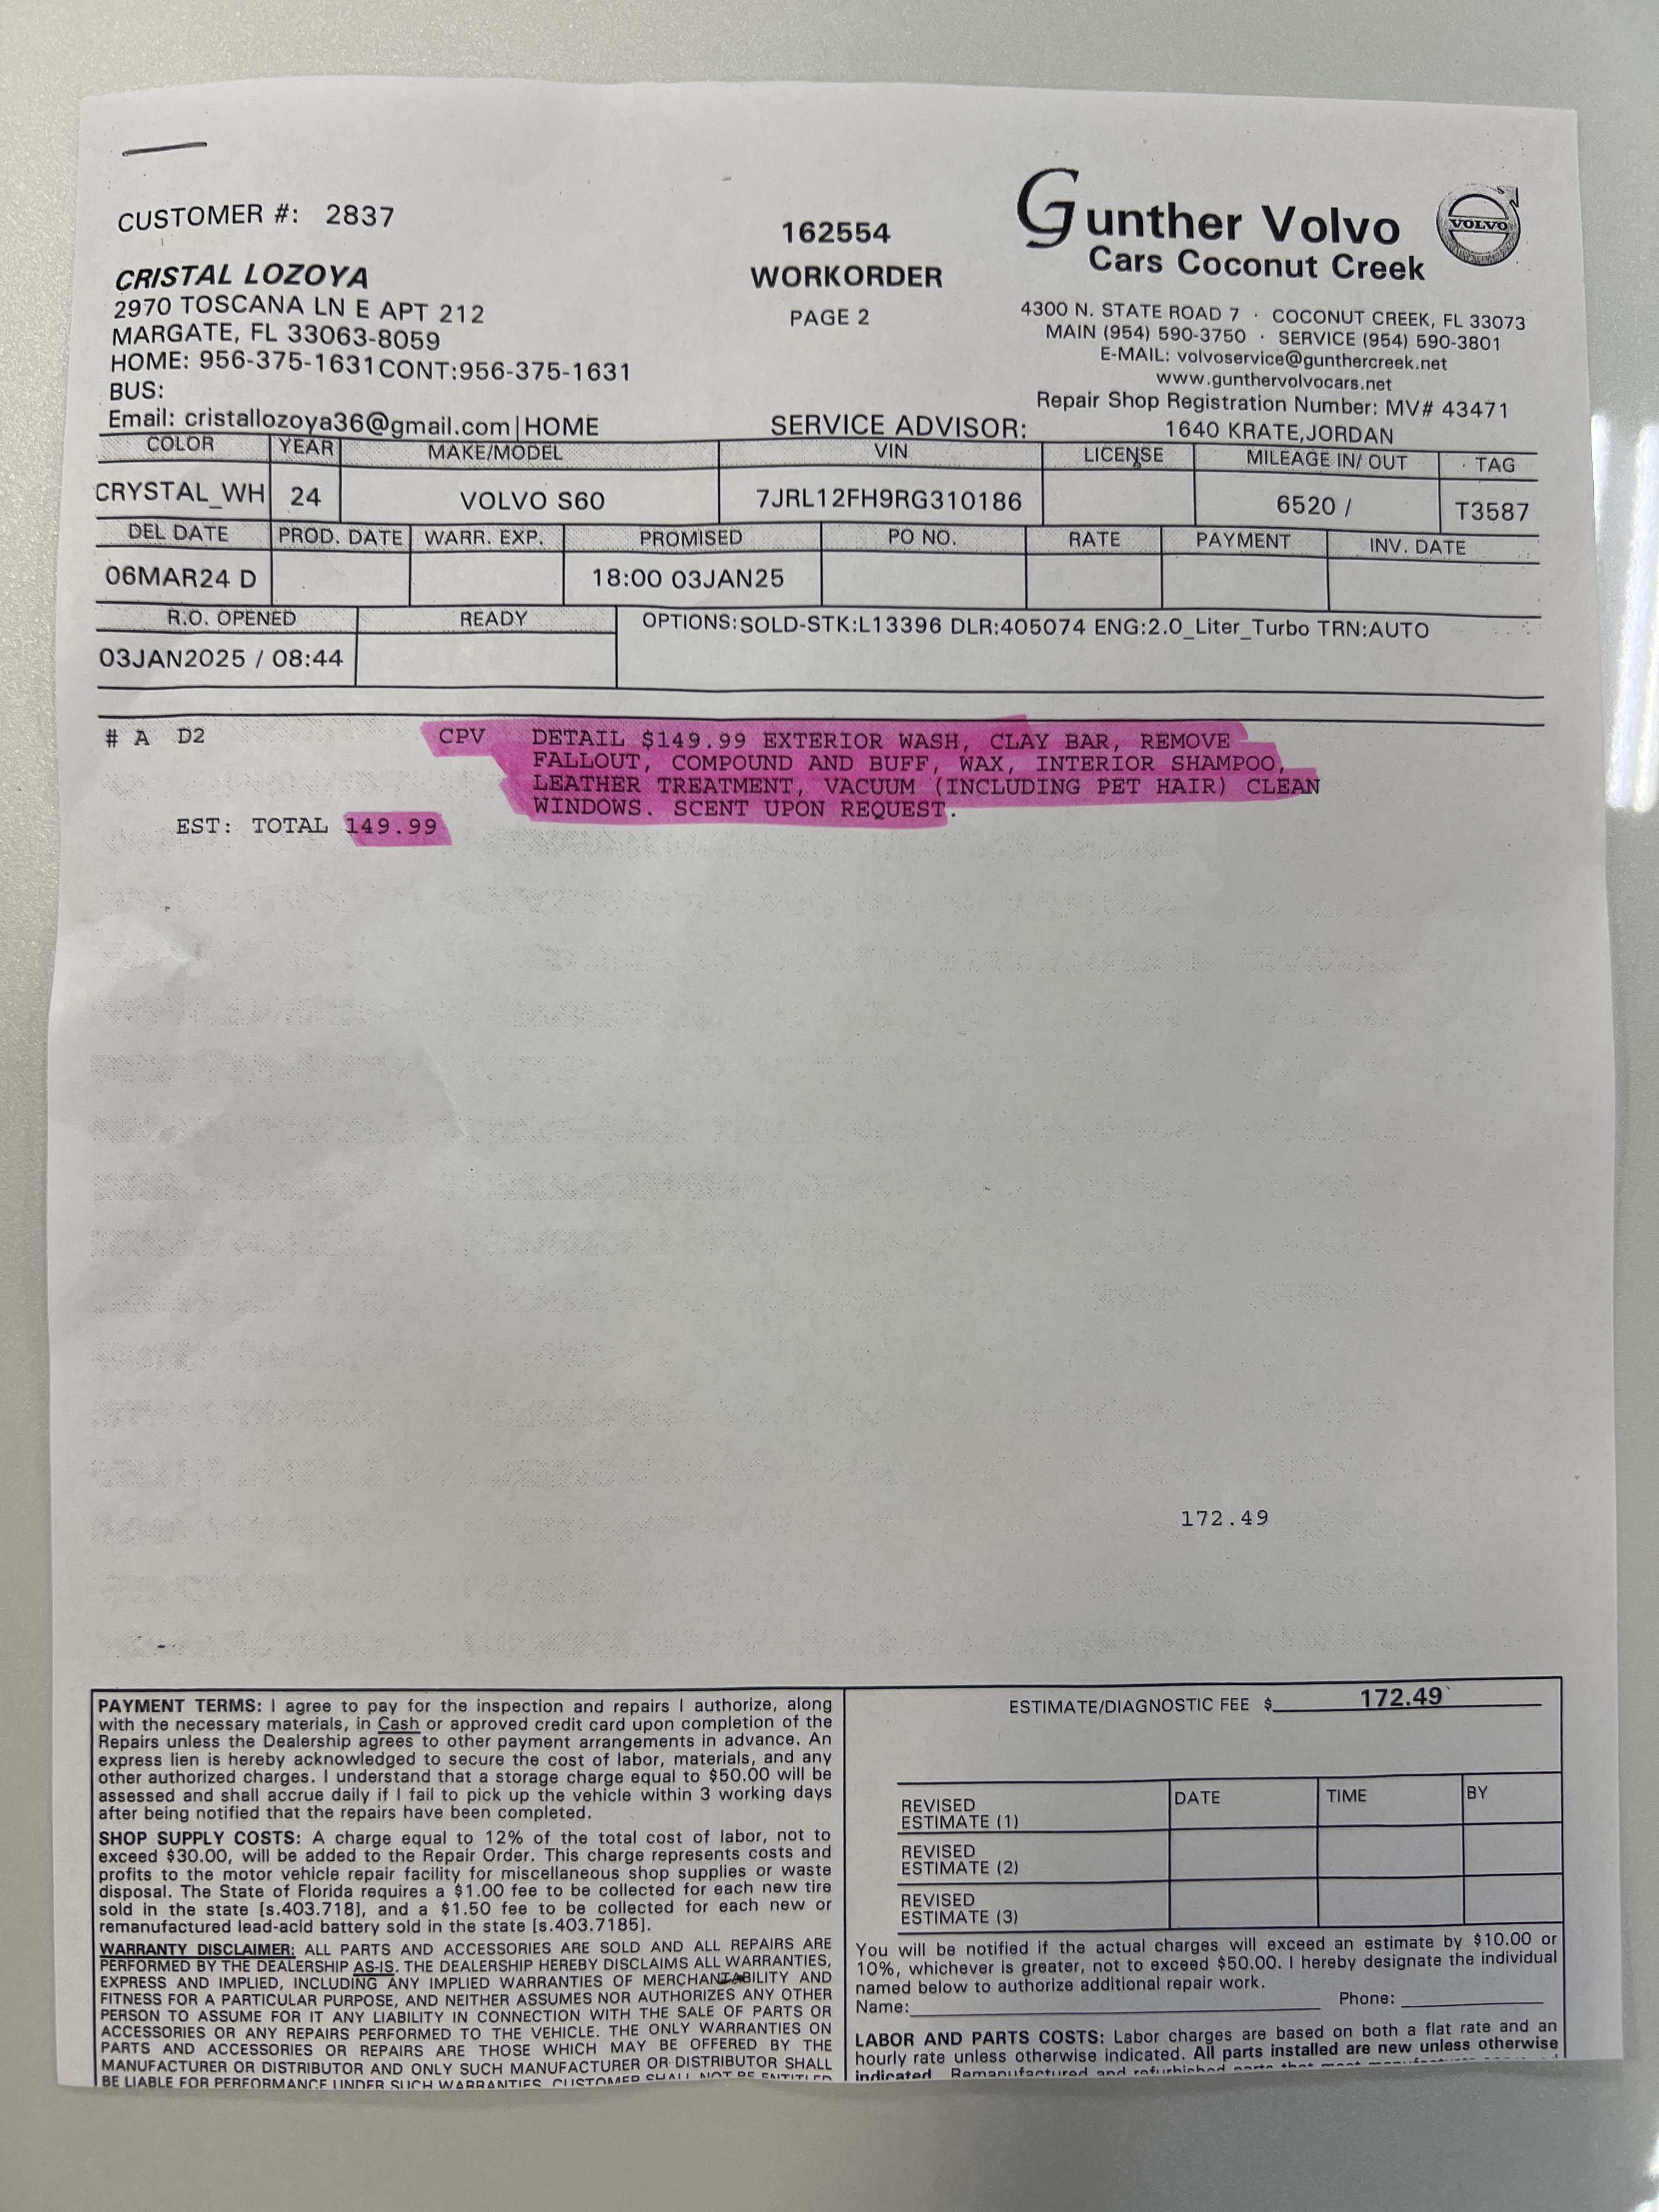 CUSTOMER #: 2837
162554
Gunther Volvo
VOLVO
CRISTAL LOZOYA
WORKORDER
Cars Coconut Creek
2970 TOSCANA LN E APT 212
PAGE 2
4300 N. STATE ROAD 7 · COCONUT CREEK, FL 33073
MARGATE, FL 33063-8059
MAIN (954) 590-3750 · SERVICE (954) 590-3801
HOME: 956-375-1631 CONT:956-375-1631
E-MAIL: volvoservice@gunthercreek.net
BUS:
www.gunthervolvocars.net
Repair Shop Registration Number: MV# 43471
Email: cristallozoya36@gmail.com|HOME
SERVICE ADVISOR:
1640 KRATE,JORDAN
COLOR YEAR MAKE/MODEL VIN LICENSE MILEAGE IN/ OUT TAG
CRYSTAL_WH 24 VOLVO S60 7JRL12FH9RG310186 6520 / T3587
DEL DATE PROD. DATE WARR. EXP. PROMISED PO NO. RATE PAYMENT INV. DATE
06MAR24 D 18:00 03JAN25
R.O. OPENED READY OPTIONS:SOLD-STK:L13396 DLR:405074 ENG:2.0_Liter_Turbo TRN:AUTO
03JAN2025 / 08:44
# A D2 CPV DETAIL $149.99 EXTERIOR WASH, CLAY BAR, REMOVE
FALLOUT, COMPOUND AND BUFF, WAX, INTERIOR SHAMPOO,
LEATHER TREATMENT, VACUUM (INCLUDING PET HAIR) CLEAN
WINDOWS. SCENT UPON REQUEST.
EST: TOTAL 149.99
172.49
PAYMENT TERMS: I agree to pay for the inspection and repairs I authorize, along
with the necessary materials, in Cash or approved credit card upon completion of the
Repairs unless the Dealership agrees to other payment arrangements in advance. An
express lien is hereby acknowledged to secure the cost of labor, materials, and any
other authorized charges. I understand that a storage charge equal to $50.00 will be
assessed and shall accrue daily if I fail to pick up the vehicle within 3 working days
after being notified that the repairs have been completed.
SHOP SUPPLY COSTS: A charge equal to 12% of the total cost of labor, not to
exceed $30.00, will be added to the Repair Order. This charge represents costs and
profits to the motor vehicle repair facility for miscellaneous shop supplies or waste
disposal. The State of Florida requires a $1.00 fee to be collected for each new tire
sold in the state [s.403.718], and a $1.50 fee to be collected for each new or
remanufactured lead-acid battery sold in the state [s.403.7185].
WARRANTY DISCLAIMER: ALL PARTS AND ACCESSORIES ARE SOLD AND ALL REPAIRS ARE
PERFORMED BY THE DEALERSHIP AS-IS. THE DEALERSHIP HEREBY DISCLAIMS ALL WARRANTIES,
EXPRESS AND IMPLIED, INCLUDING ANY IMPLIED WARRANTIES OF MERCHANTABILITY AND
FITNESS FOR A PARTICULAR PURPOSE, AND NEITHER ASSUMES NOR AUTHORIZES ANY OTHER
PERSON TO ASSUME FOR IT ANY LIABILITY IN CONNECTION WITH THE SALE OF PARTS OR
ACCESSORIES OR ANY REPAIRS PERFORMED TO THE VEHICLE. THE ONLY WARRANTIES ON
PARTS AND ACCESSORIES OR REPAIRS ARE THOSE WHICH MAY BE OFFERED BY THE
MANUFACTURER OR DISTRIBUTOR AND ONLY SUCH MANUFACTURER OR DISTRIBUTOR SHALL
BE LIABLE FOR PERFORMANCE UNDER SUCH WARRANTIES. CUSTOMER SHALL NOT BE ENTITLED
ESTIMATE/DIAGNOSTIC FEE $ 172.49
DATE TIME BY
REVISED
ESTIMATE (1)
REVISED
ESTIMATE (2)
REVISED
ESTIMATE (3)
You will be notified if the actual charges will exceed an estimate by $10.00 or
10%, whichever is greater, not to exceed $50.00. I hereby designate the individual
named below to authorize additional repair work.
Name: Phone:
LABOR AND PARTS COSTS: Labor charges are based on both a flat rate and an
hourly rate unless otherwise indicated. All parts installed are new unless otherwise
indicated. Remanufactured and refurbished parts that meet